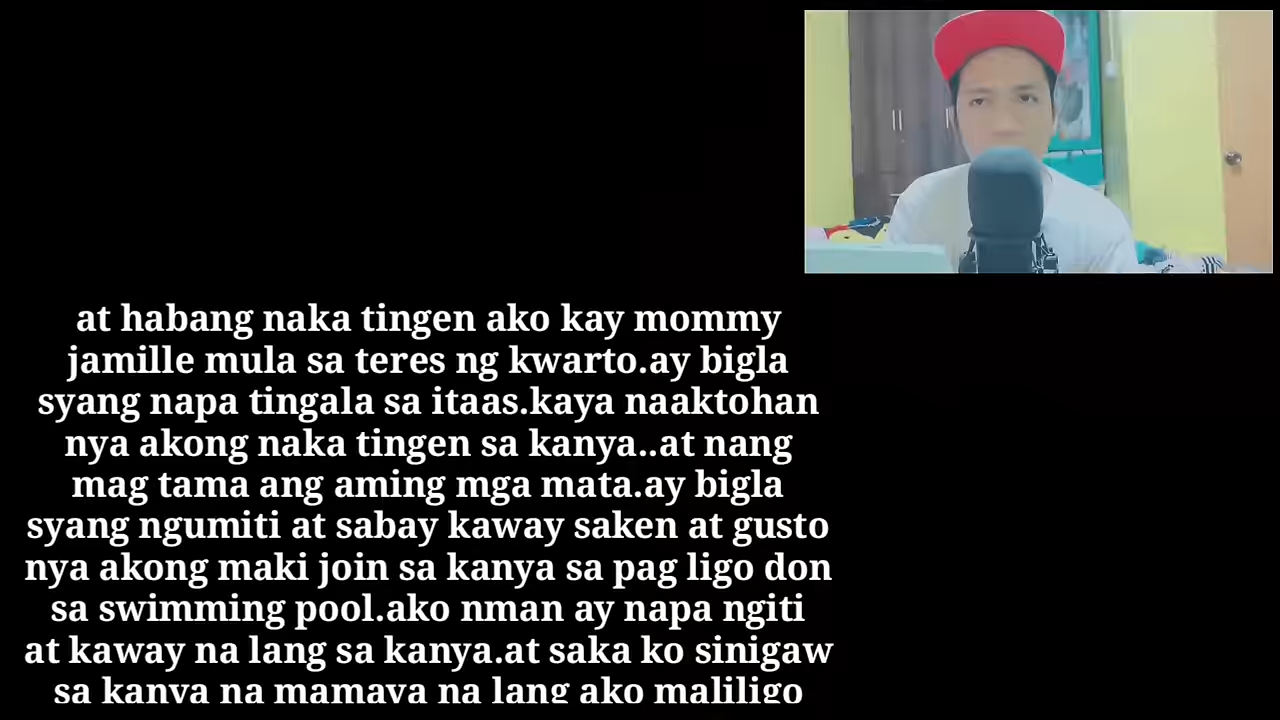 at habang naka tingen ako kay mommy
jamille mula sa teres ng kwarto.ay bigla
syang napa tingala sa itaas.kaya naaktohan
nya akong naka tingen sa kanya..at nang
mag tama ang aming mga mata.ay bigla
syang ngumiti at sabay kaway saken at gusto
nya akong maki join sa kanya sa pag ligo don
sa swimming pool.ako nman ay napa ngiti
at kaway na lang sa kanya.at saka ko sinigaw
sa kanya na mamaya na lang ako maliligo